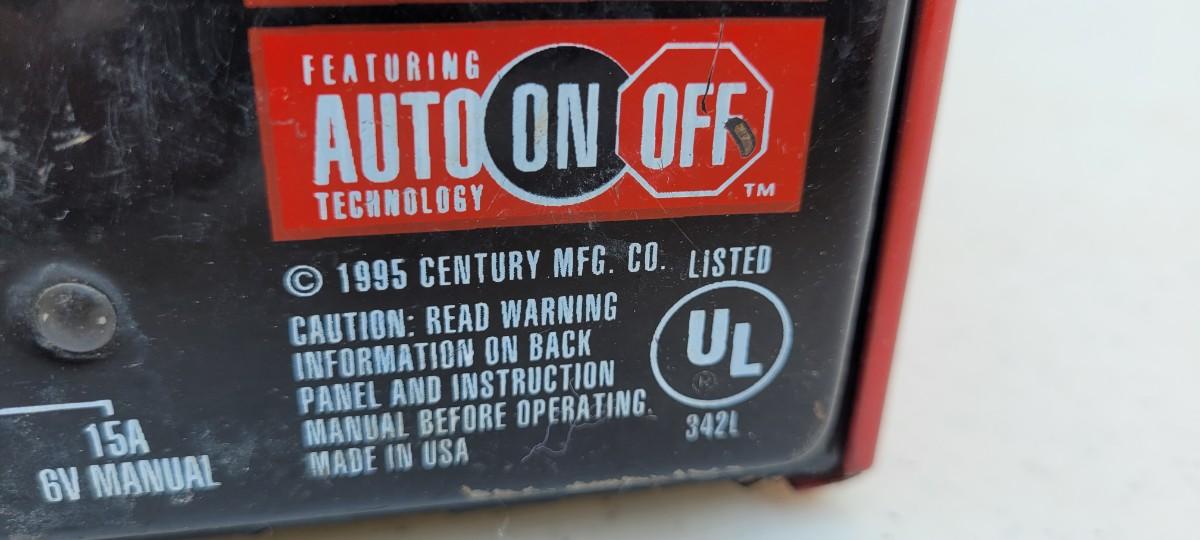 FEATURING
AUTO ON OFF
TECHNOLOGY
TM
© 1995 CENTURY MFG. CO.
LISTED
CAUTION: READ WARNING
INFORMATION ON BACK
PANEL AND INSTRUCTION
MANUAL BEFORE OPERATING.
MADE IN USA
UL
®
15A
6V MANUAL